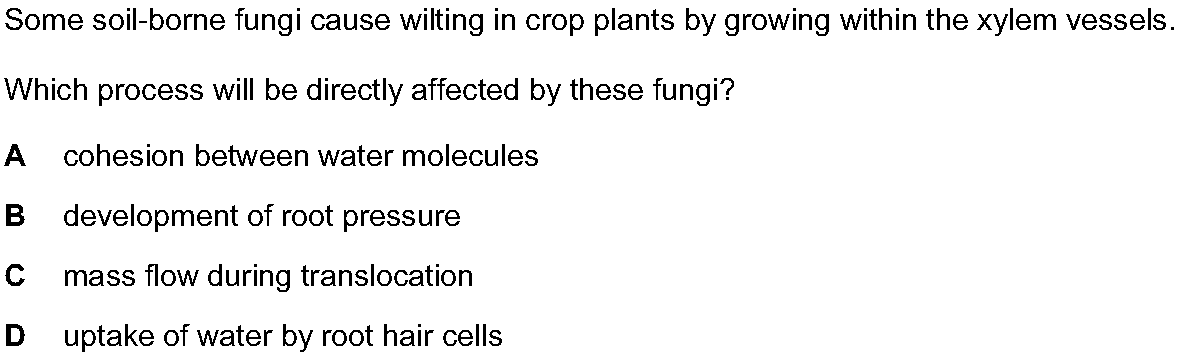 Some soil-borne fungi cause wilting in crop plants by growing within the xylem vessels.
Which process will be directly affected by these fungi?
A cohesion between water molecules
B development of root pressure
C mass flow during translocation
D uptake of water by root hair cells